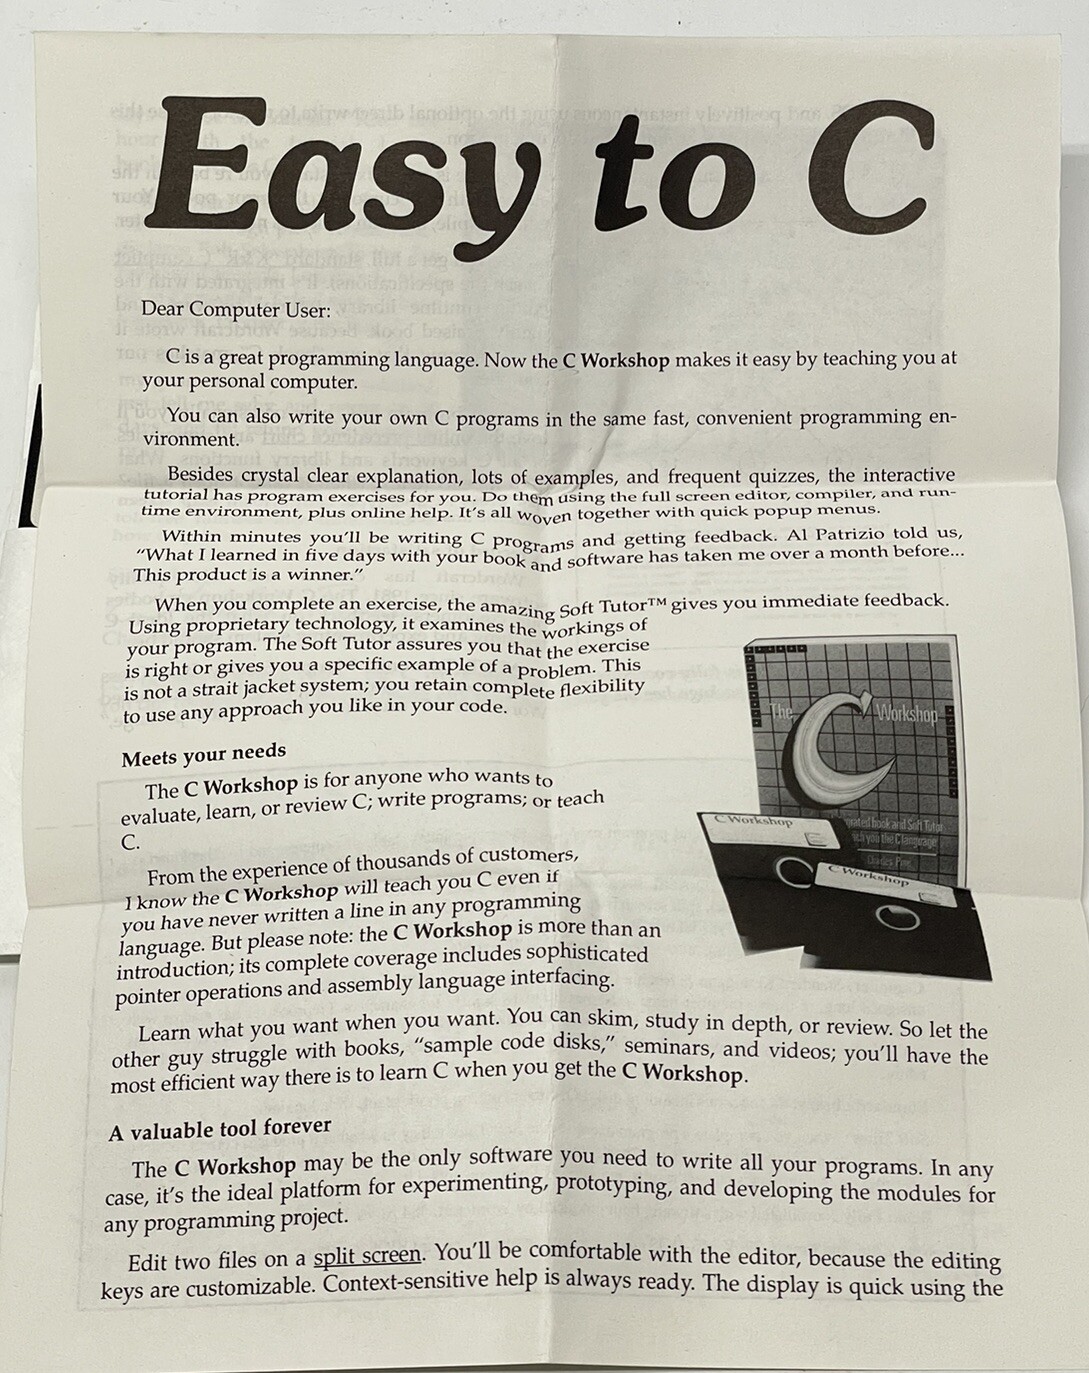 Easy to C
Dear Computer User:
C is a great programming language. Now the C Workshop makes it easy by teaching you at
your personal computer.
You can also write your own C programs in the same fast, convenient programming en-
vironment.
Besides crystal clear explanation, lots of examples, and frequent quizzes, the interactive
tutorial has program exercises for you. Do them using the full screen editor, compiler, and run-
time environment, plus online help. It's all woven together with quick popup menus.
Within minutes you'll be writing C programs and getting feedback. Al Patrizio told us,
"What I learned in five days with your book and software has taken me over a month before...
This product is a winner."
When you complete an exercise, the amazing Soft Tutor™ gives you immediate feedback.
Using proprietary technology, it examines the workings of
your program. The Soft Tutor assures you that the exercise
is right or gives you a specific example of a problem. This
is not a strait jacket system; you retain complete flexibility
to use any approach you like in your code.
The C Workshop
C Workshop
C Workshop
Meets your needs
The C Workshop is for anyone who wants to
evaluate, learn, or review C; write programs; or teach
C.
From the experience of thousands of customers,
I know the C Workshop will teach you C even if
you have never written a line in any programming
language. But please note: the C Workshop is more than an
introduction; its complete coverage includes sophisticated
pointer operations and assembly language interfacing.
Learn what you want when you want. You can skim, study in depth, or review. So let the
other guy struggle with books, "sample code disks," seminars, and videos; you'll have the
most efficient way there is to learn C when you get the C Workshop.
A valuable tool forever
The C Workshop may be the only software you need to write all your programs. In any
case, it's the ideal platform for experimenting, prototyping, and developing the modules for
any programming project.
Edit two files on a split screen. You'll be comfortable with the editor, because the editing
keys are customizable. Context-sensitive help is always ready. The display is quick using the